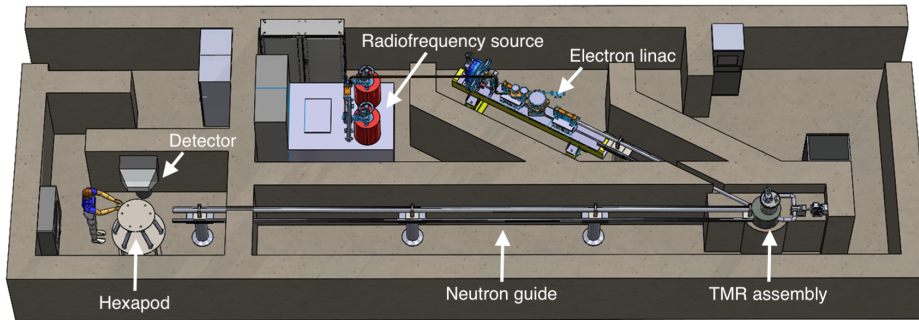 Radiofrequency source
Electron linac
Detector
Hexapod
Neutron guide
TMR assembly